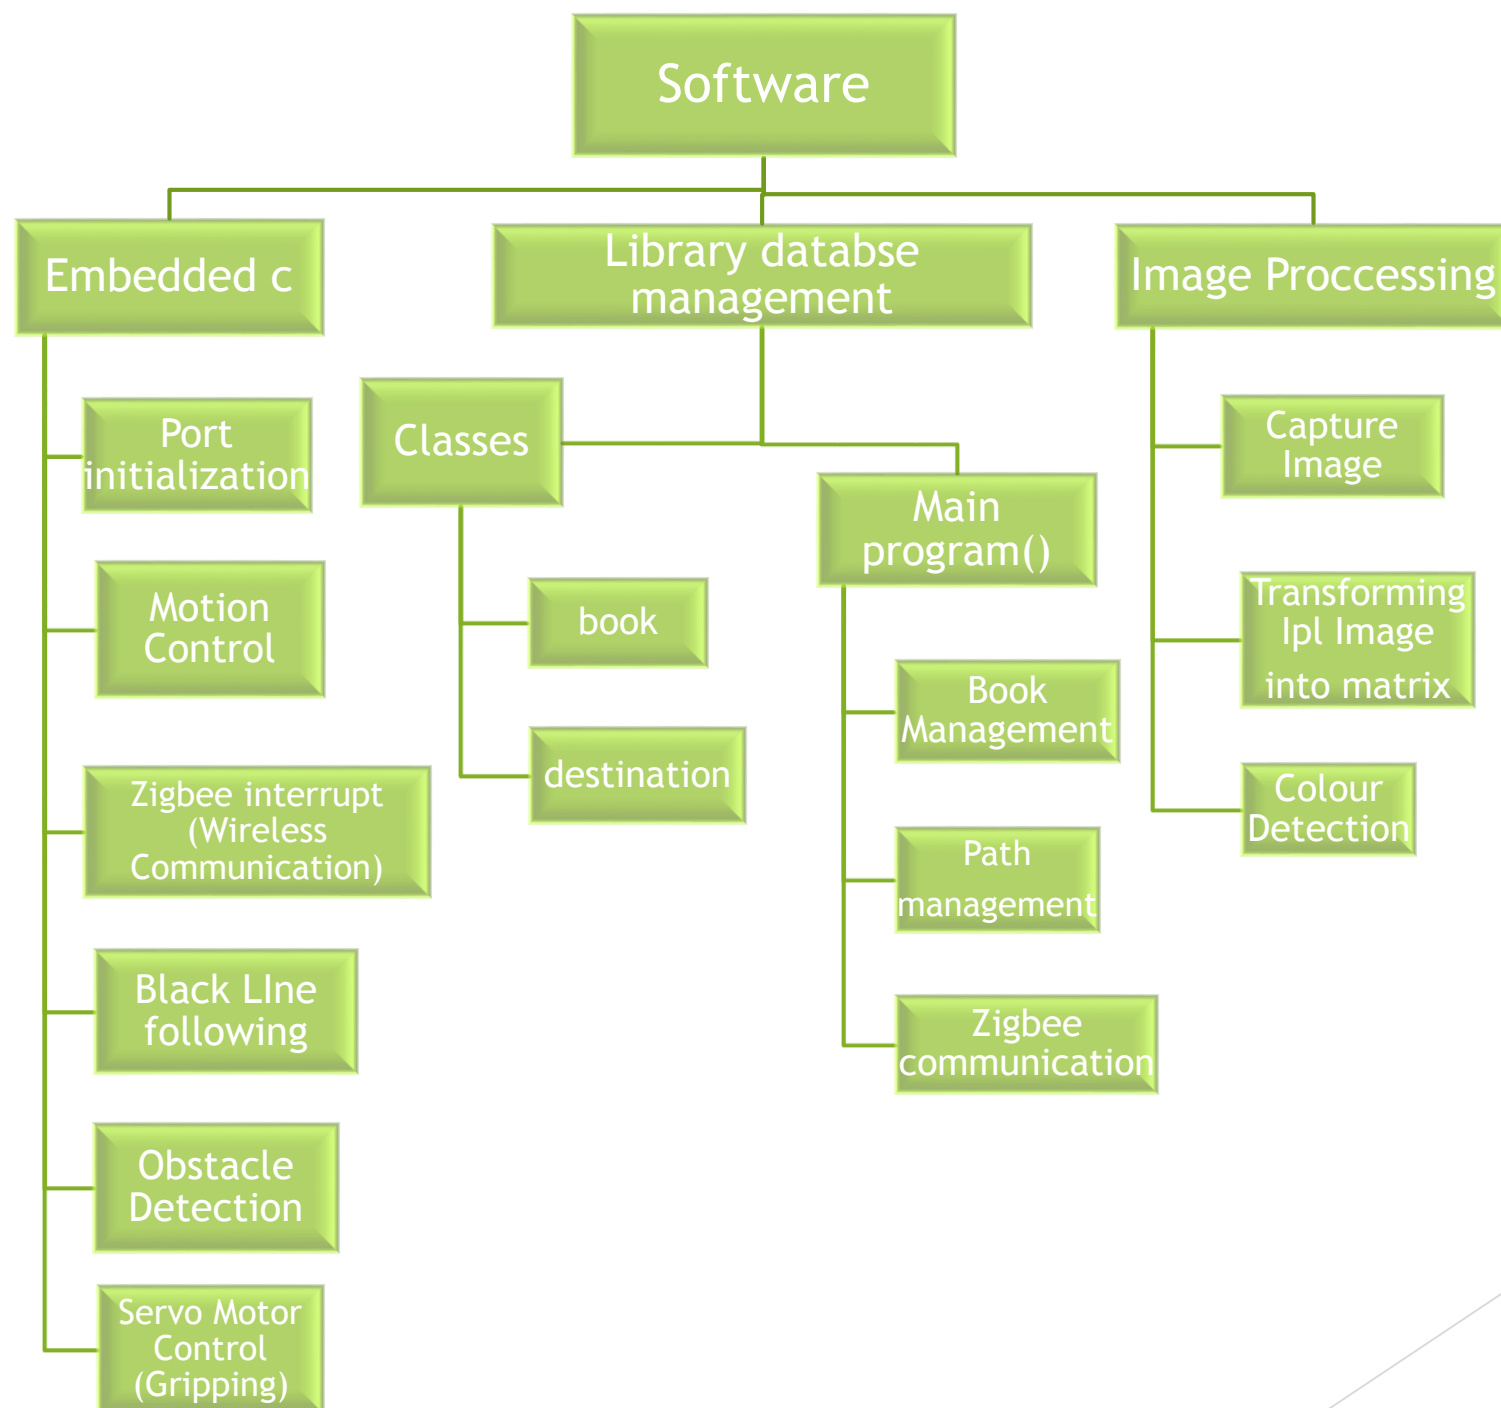 Software
Embedded c
Port
initialization
Motion
Control
Zigbee interrupt
(Wireless
Communication)
Black LIne
following
Obstacle
Detection
Servo Motor
Control
(Gripping)
Library databse
management
Classes
book
destination
Main
program()
Book
Management
Path
management
Zigbee
communication
Image Proccessing
Capture
Image
Transforming
Ipl Image
into matrix
Colour
Detection